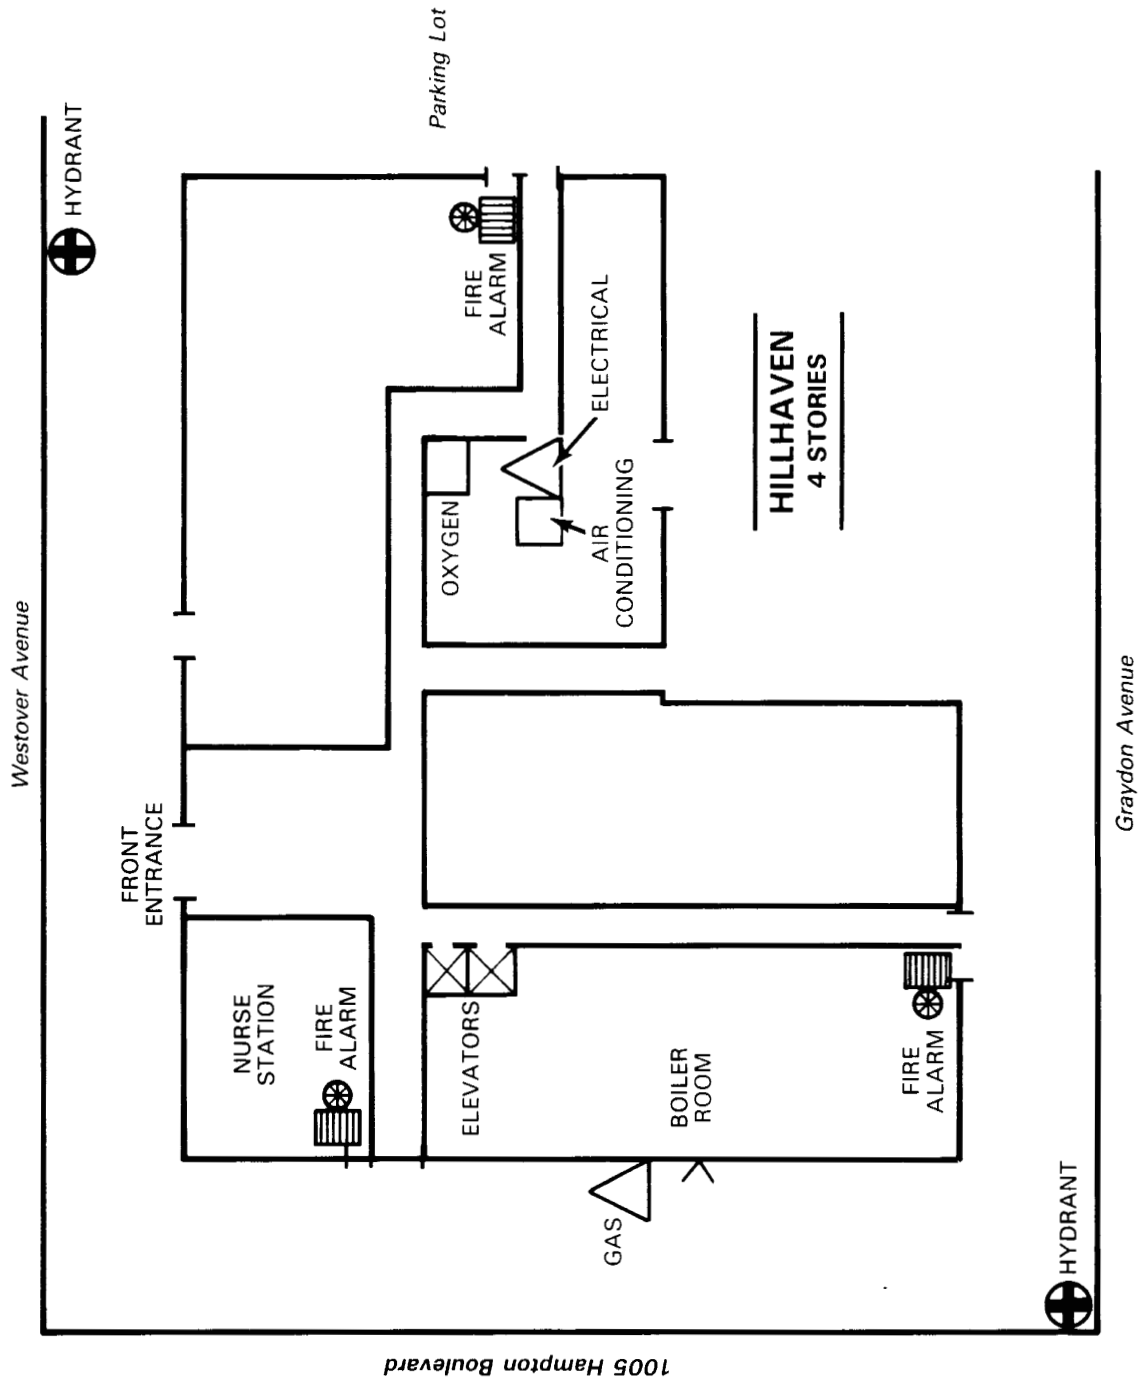 Westover Avenue
HYDRANT
Parking Lot
FRONT
ENTRANCE
NURSE
STATION
FIRE
ALARM
FIRE
ALARM
OXYGEN
ELECTRICAL
AIR
CONDITIONING
ELEVATORS
BOILER
ROOM
FIRE
ALARM
GAS
HILLHAVEN
4 STORIES
HYDRANT
Graydon Avenue
1005 Hampton Boulevard